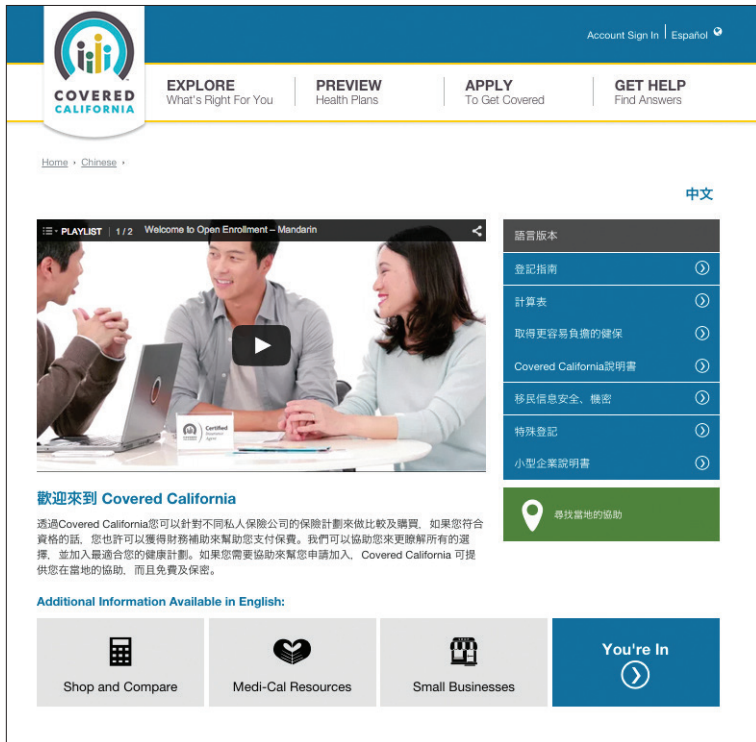 Account Sign In | Español
COVERED
CALIFORNIA
EXPLORE
What's Right For You
PREVIEW
Health Plans
APPLY
To Get Covered
GET HELP
Find Answers
Home › Chinese ›
中文
PLAYLIST | 1 / 2 Welcome to Open Enrollment – Mandarin
Certified
語言版本
登記指南
計算表
取得更容易負擔的健保
Covered California說明書
移民信息安全、機密
特殊登記
小型企業說明書
尋找當地的協助
歡迎來到 Covered California
透過Covered California您可以針對不同私人保險公司的保險計劃來做比較及購買，如果您符合
資格的話，您也許可以獲得財務補助來幫助您支付保費。我們可以協助您來更瞭解所有的選
擇，並加入最適合您的健康計劃。如果您需要協助來幫您申請加入，Covered California 可提
供您在當地的協助，而且免費及保密。
Additional Information Available in English:
Shop and Compare
Medi-Cal Resources
Small Businesses
You're In